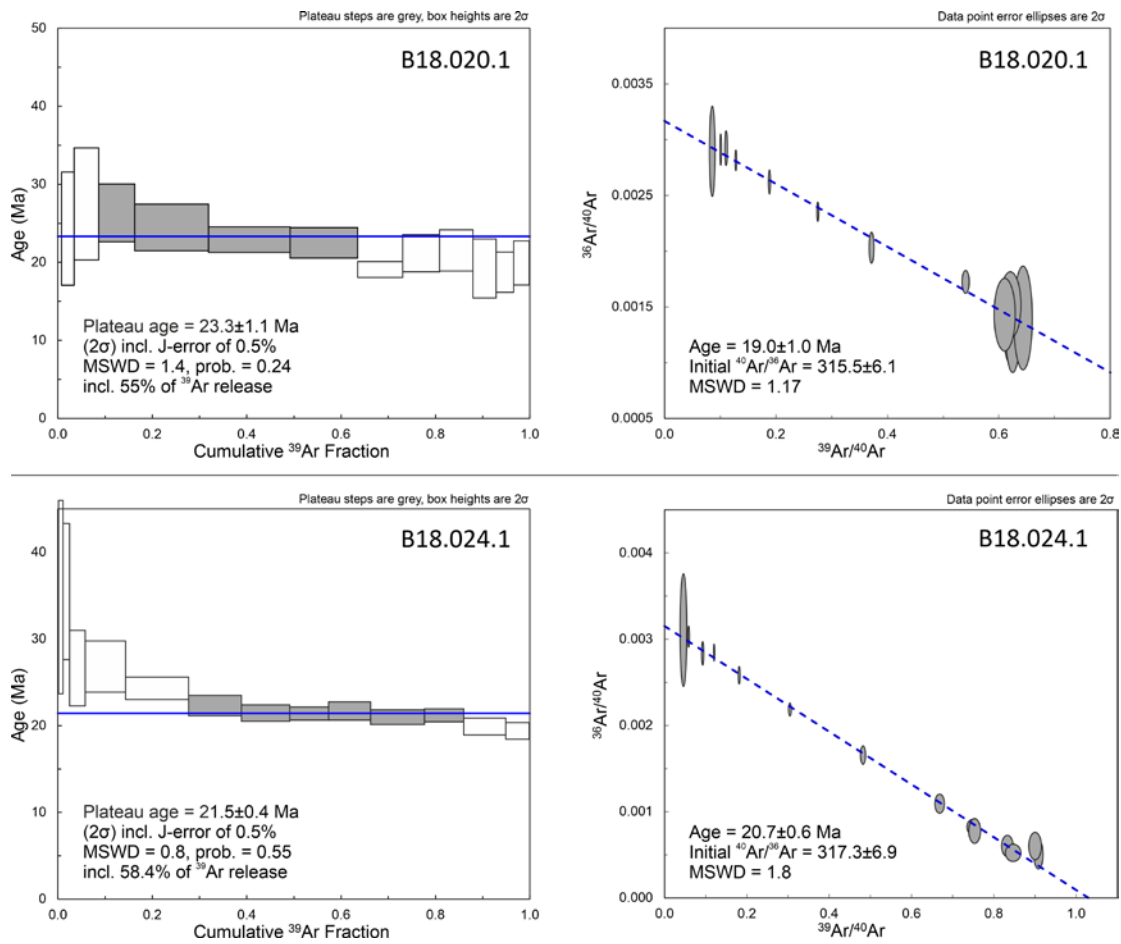 Plateau steps are grey, box heights are 2σ
B18.020.1
50
40
30
20
10
0
Age (Ma)
Plateau age = 23.3±1.1 Ma
(2σ) incl. J-error of 0.5%
MSWD = 1.4, prob. = 0.24
incl. 55% of ³⁹Ar release
0.0 0.2 0.4 0.6 0.8 1.0
Cumulative ³⁹Ar Fraction
Data point error ellipses are 2σ
B18.020.1
0.0035
0.0025
0.0015
0.0005
³⁶Ar/⁴⁰Ar
Age = 19.0±1.0 Ma
Initial ⁴⁰Ar/³⁶Ar = 315.5±6.1
MSWD = 1.17
0.0 0.2 0.4 0.6 0.8
³⁹Ar/⁴⁰Ar
Plateau steps are grey, box heights are 2σ
B18.024.1
40
30
20
10
0
Age (Ma)
Plateau age = 21.5±0.4 Ma
(2σ) incl. J-error of 0.5%
MSWD = 0.8, prob. = 0.55
incl. 58.4% of ³⁹Ar release
0.0 0.2 0.4 0.6 0.8 1.0
Cumulative ³⁹Ar Fraction
Data point error ellipses are 2σ
B18.024.1
0.004
0.003
0.002
0.001
0.000
³⁶Ar/⁴⁰Ar
Age = 20.7±0.6 Ma
Initial ⁴⁰Ar/³⁶Ar = 317.3±6.9
MSWD = 1.8
0.0 0.2 0.4 0.6 0.8 1.0
³⁹Ar/⁴⁰Ar